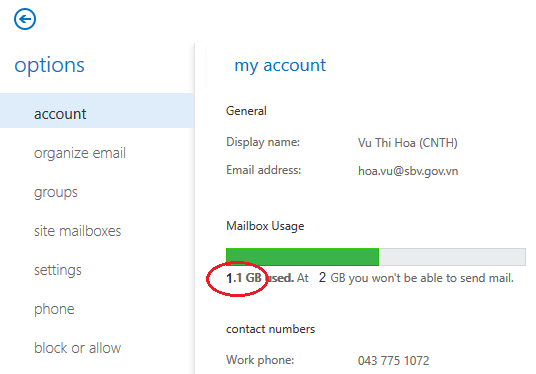 options
account
organize email
groups
site mailboxes
settings
phone
block or allow
my account
General
Display name: Vu Thi Hoa (CNTH)
Email address: hoa.vu@sbv.gov.vn
Mailbox Usage
1.1 GB used. At 2 GB you won't be able to send mail.
contact numbers
Work phone: 043 775 1072